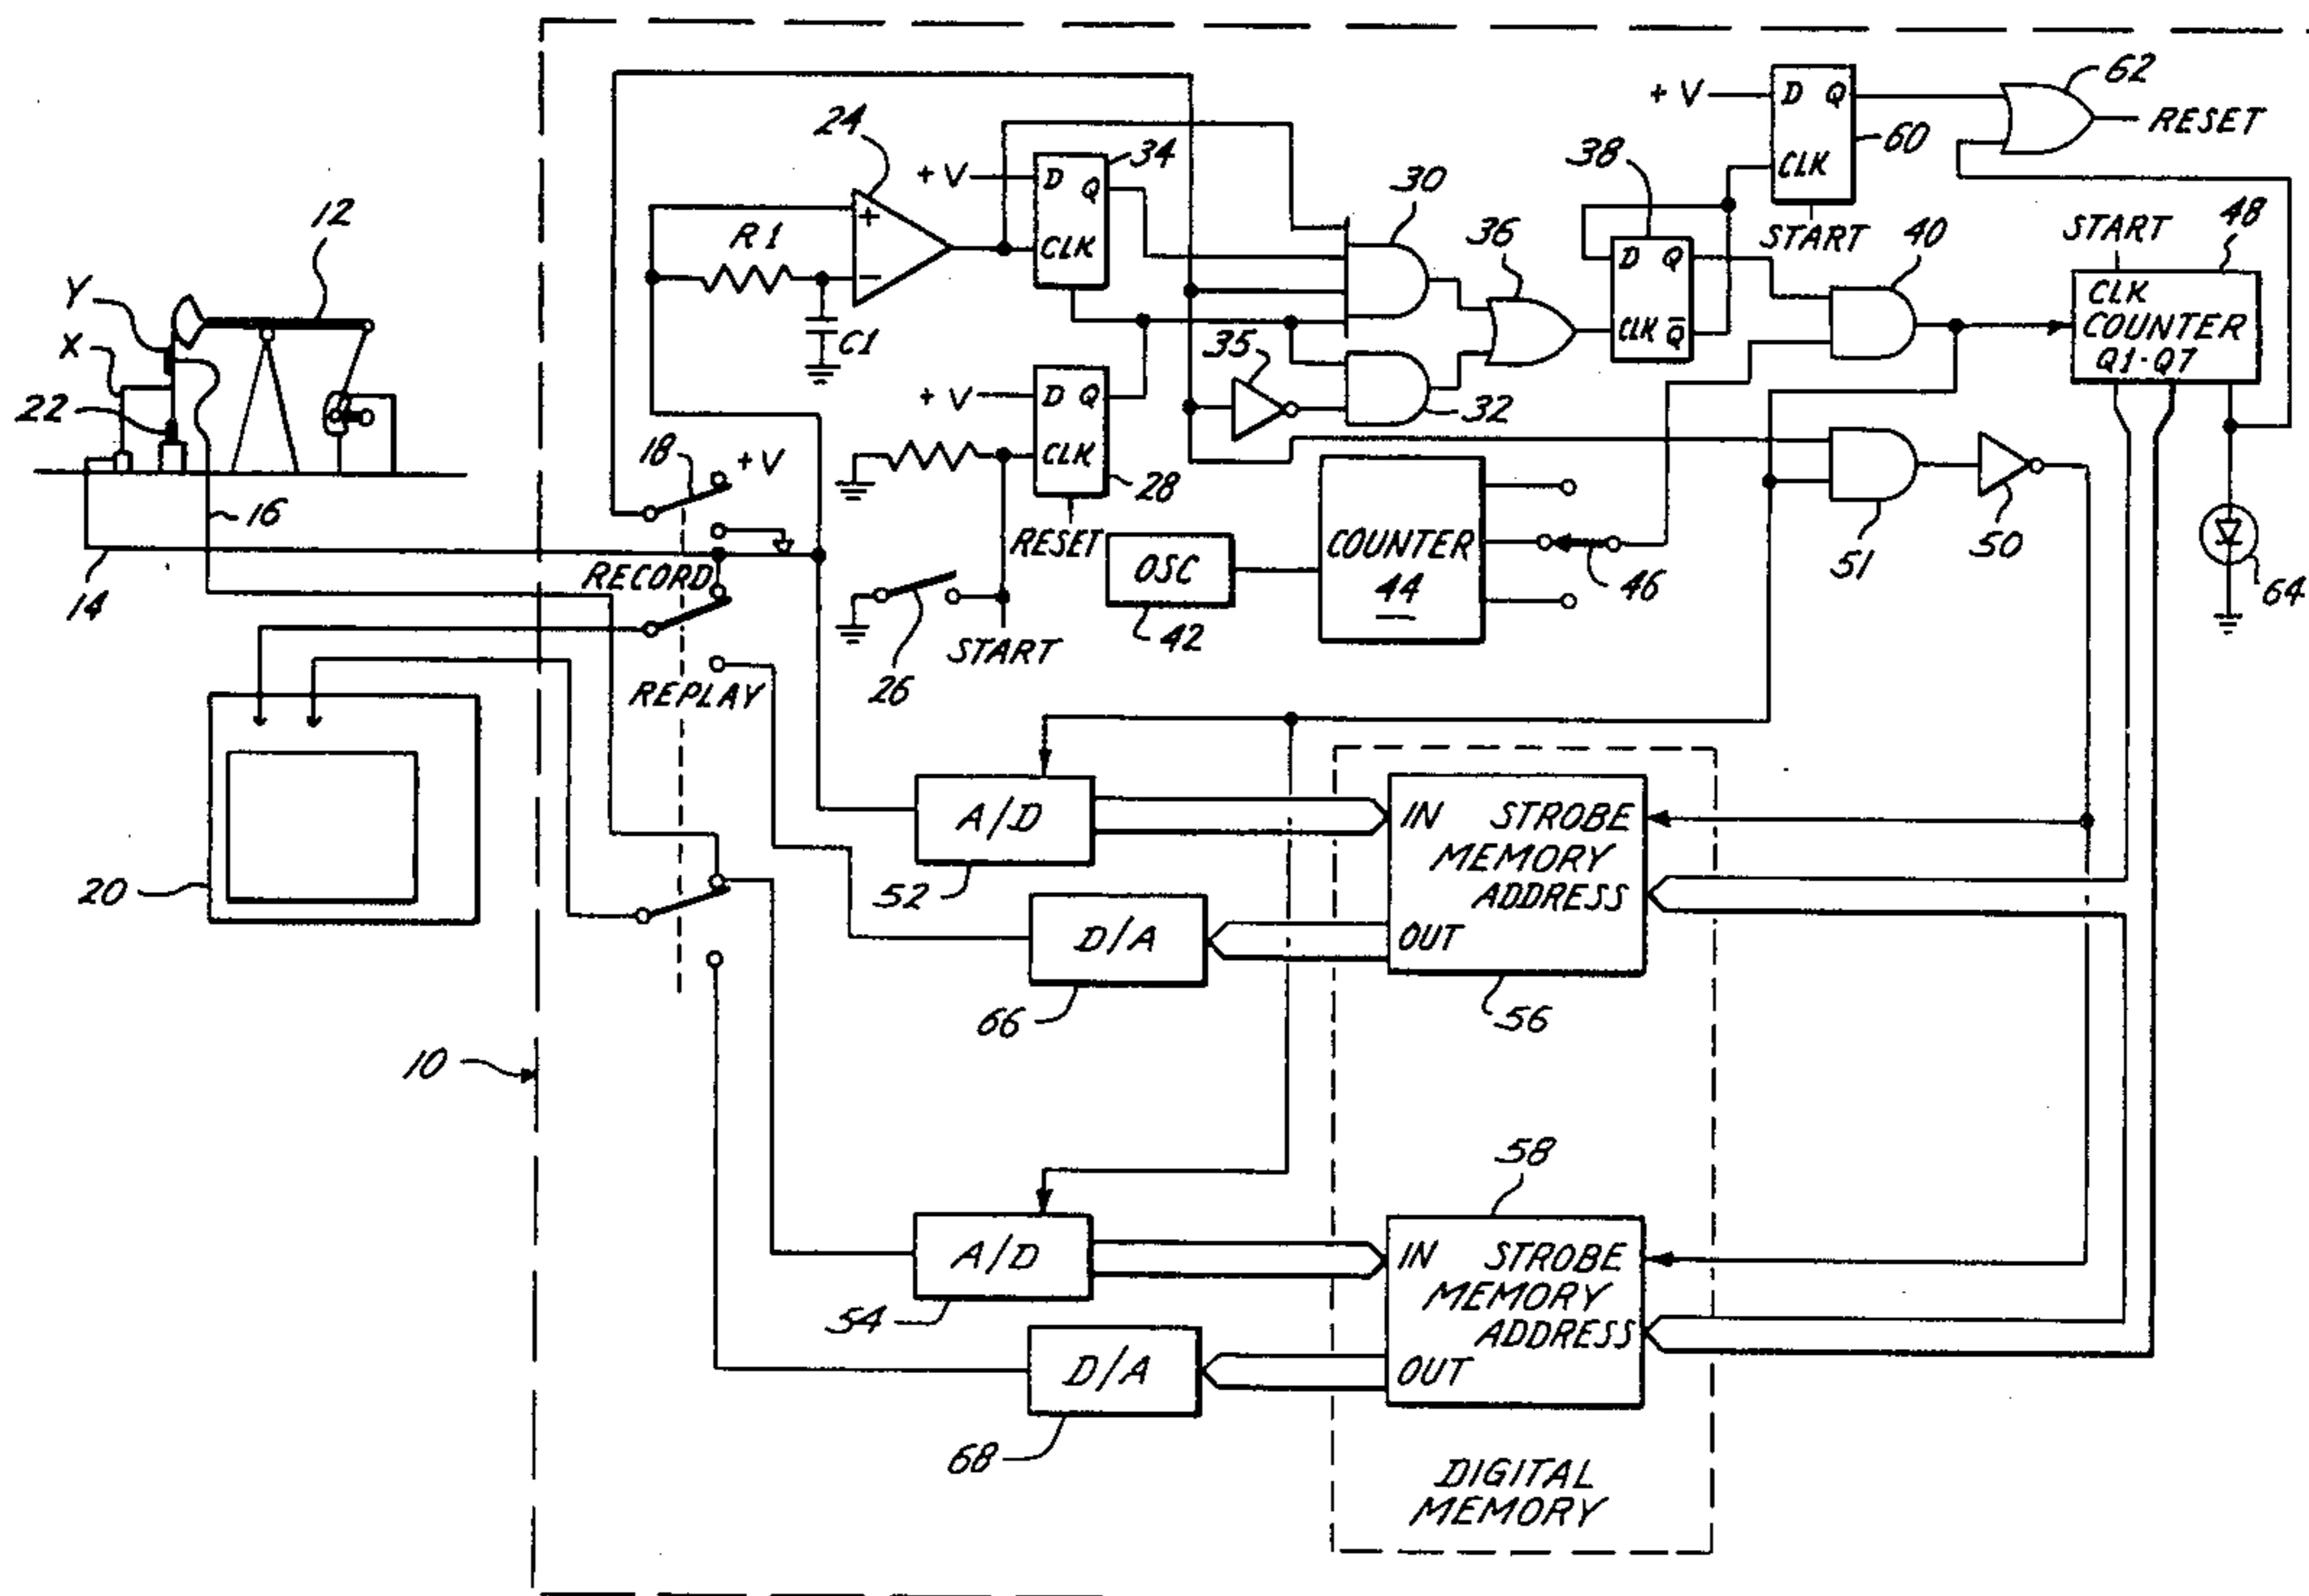 62
+ V
D Q
RESET
24
34
38
CLK
60
+ V
D Q
30
12
R1
+
36
START
40
START
48
Y
CLK
D Q
CLK
−
COUNTER
X
C1
35
CLK Q̄
Q1-Q7
22
+ V
D Q
32
18
+ V
CLK
28
16
RESET
COUNTER
44
46
51
50
RECORD
OSC
64
14
42
START
26
REPLAY
A/D
IN STROBE
MEMORY
20
52
ADDRESS
D/A
OUT
66
56
10
58
A/D
IN STROBE
MEMORY
54
ADDRESS
D/A
OUT
68
DIGITAL
MEMORY